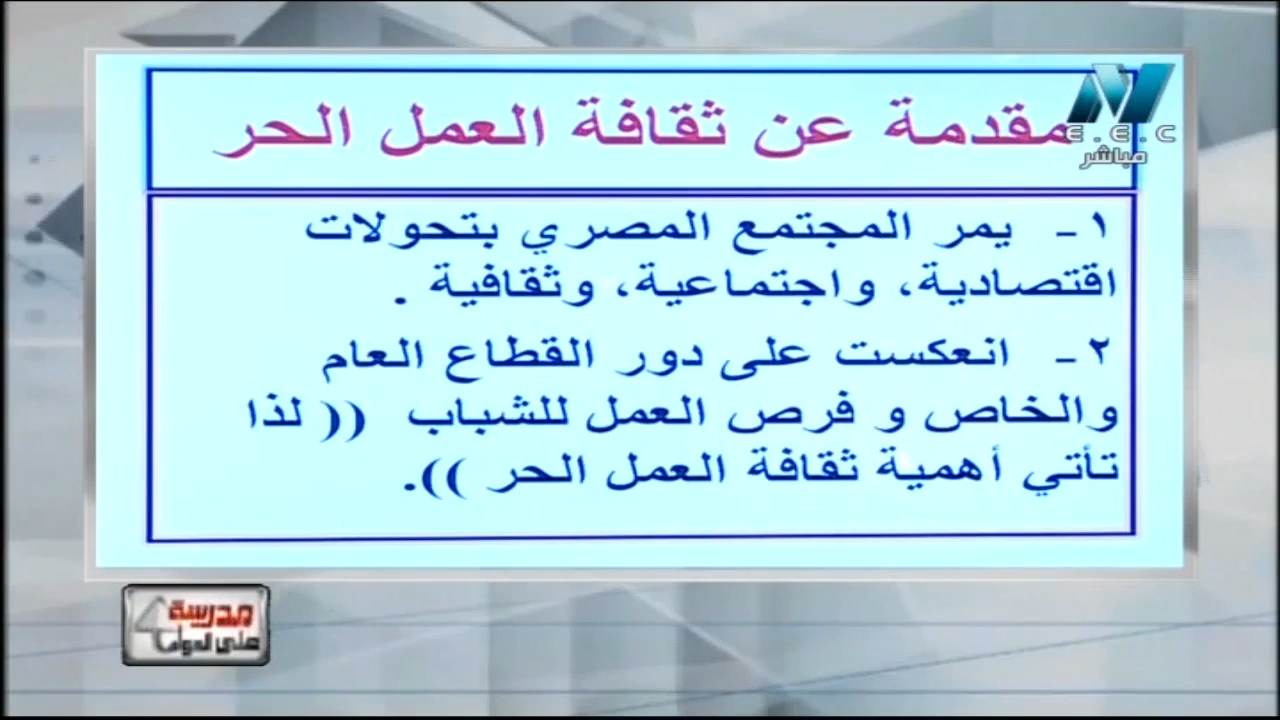 مقدمة عن ثقافة العمل الحر
E.E.C
مباشر
١- يمر المجتمع المصري بتحولات
اقتصادية، واجتماعية، وثقافية .
٢- انعكست على دور القطاع العام
والخاص و فرص العمل للشباب (( لذا
تأتي أهمية ثقافة العمل الحر )).
مدرسة
على الهواء